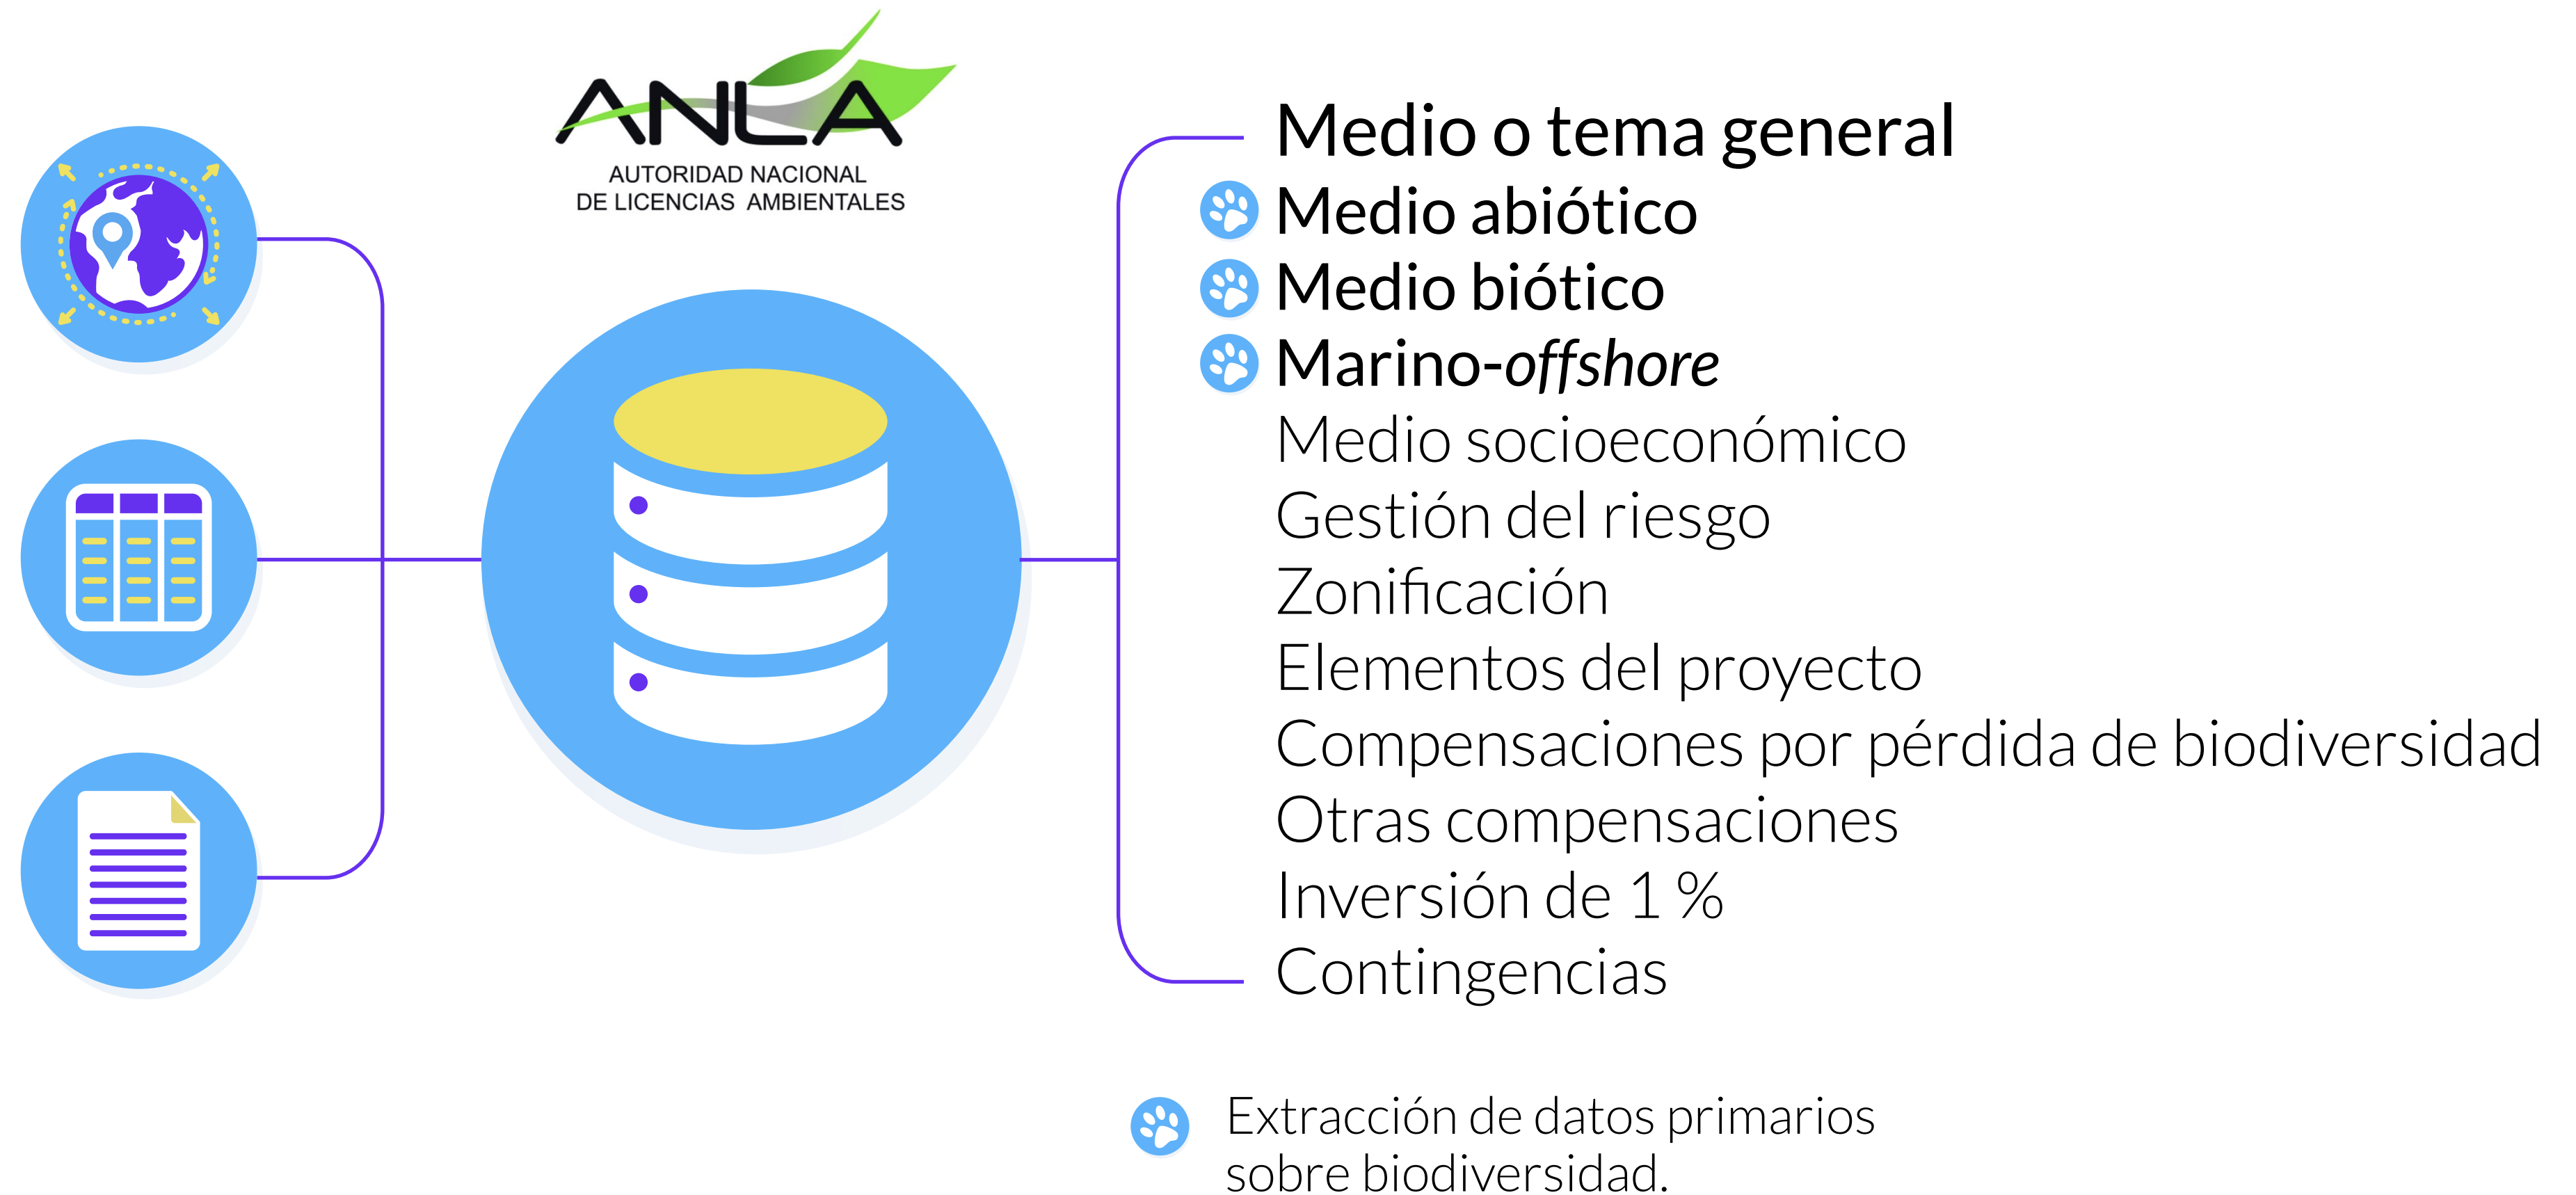 ANLA
AUTORIDAD NACIONAL
DE LICENCIAS AMBIENTALES
Medio o tema general
Medio abiótico
Medio biótico
Marino-offshore
Medio socioeconómico
Gestión del riesgo
Zonificación
Elementos del proyecto
Compensaciones por pérdida de biodiversidad
Otras compensaciones
Inversión de 1 %
Contingencias
Extracción de datos primarios
sobre biodiversidad.